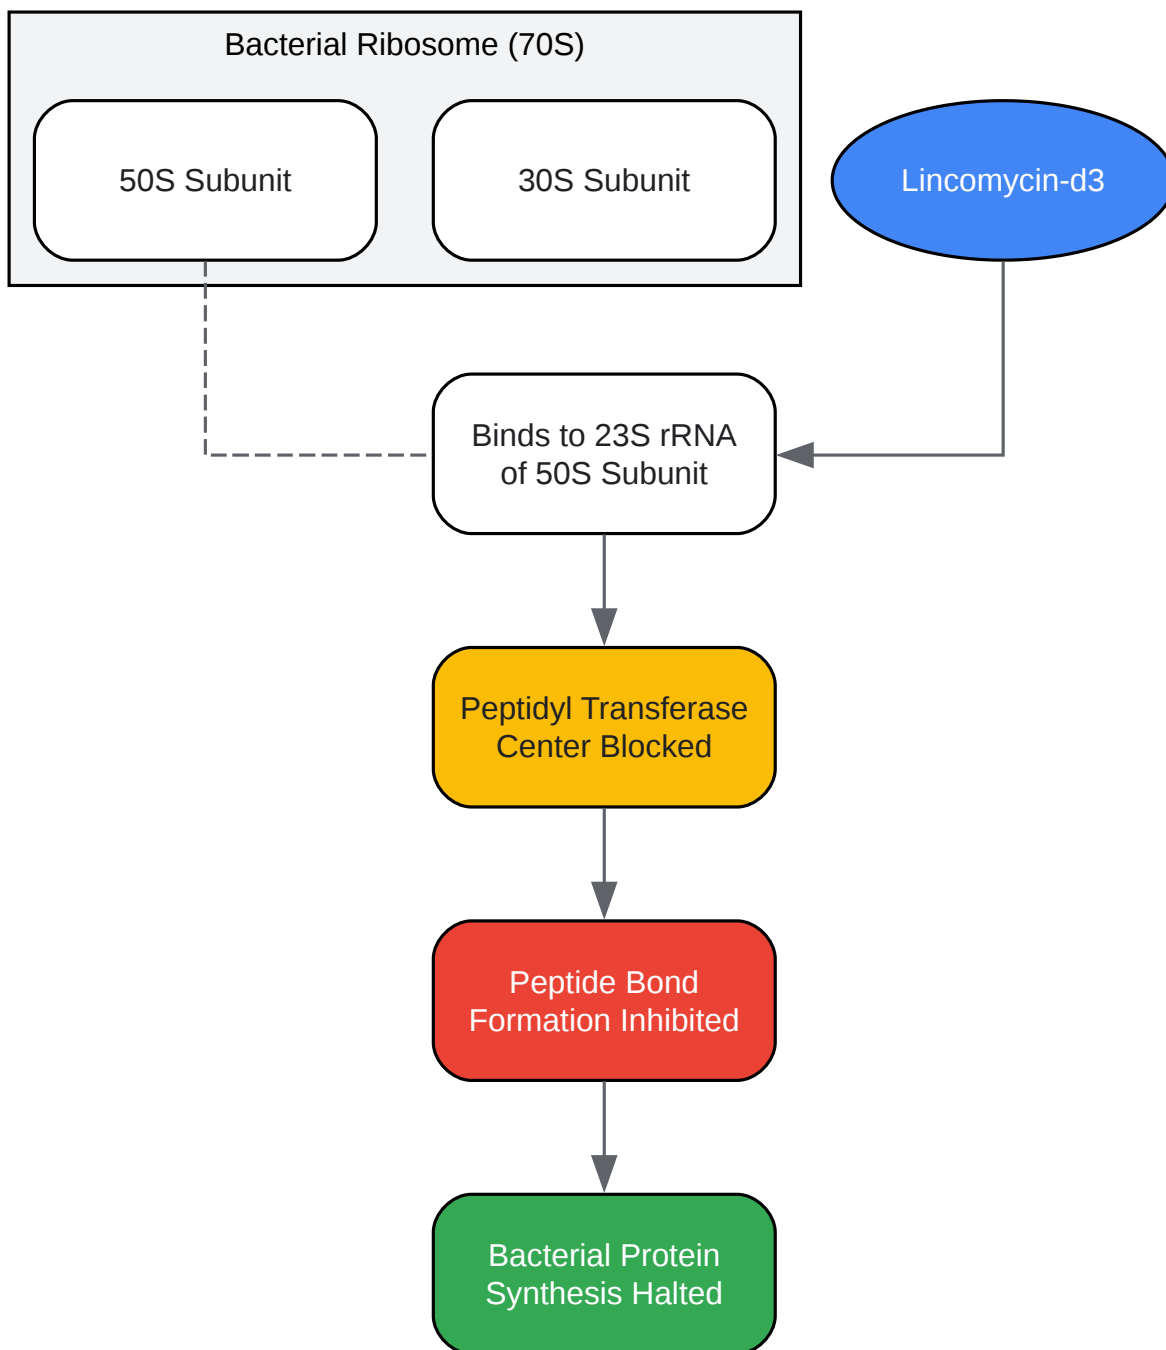 Bacterial Ribosome (70S)
50S Subunit
30S Subunit
Lincomycin-d3
Binds to 23S rRNA
of 50S Subunit
Peptidyl Transferase
Center Blocked
Peptide Bond
Formation Inhibited
Bacterial Protein
Synthesis Halted